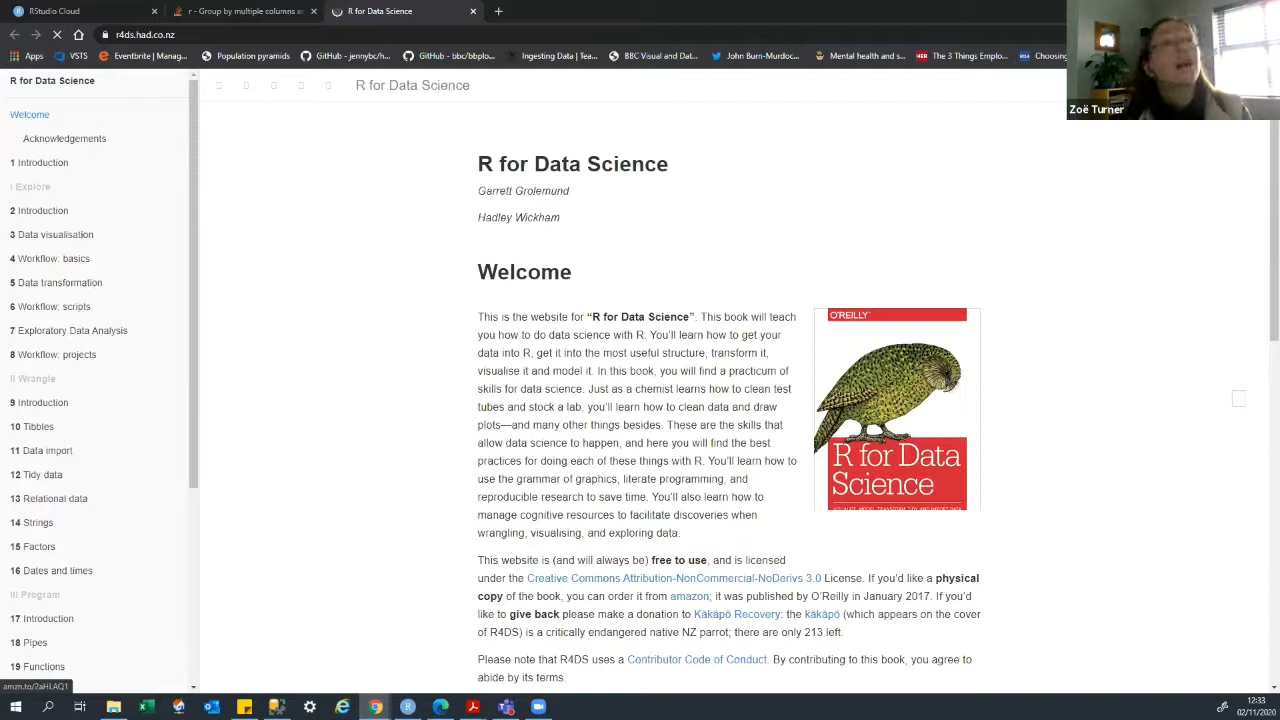 RStudio Cloud
r - Group by multiple columns a
R for Data Science
r4ds.had.co.nz
Apps
VSTS
Eventbrite | Manag...
Population pyramids
GitHub - jennybc/h...
GitHub - bbc/bbplo...
Ingesting Data | Tea...
BBC Visual and Dat...
John Burn-Murdoc...
Mental health and s...
The 3 Things Emplo...
Choosing
Zoë Turner
R for Data Science
Welcome
Acknowledgements
1 Introduction
I Explore
2 Introduction
3 Data visualisation
4 Workflow: basics
5 Data transformation
6 Workflow: scripts
7 Exploratory Data Analysis
8 Workflow: projects
II Wrangle
9 Introduction
10 Tibbles
11 Data import
12 Tidy data
13 Relational data
14 Strings
15 Factors
16 Dates and times
III Program
17 Introduction
18 Pipes
19 Functions
amzn.to/2aHLAQ1
R for Data Science
R for Data Science
Garrett Grolemund
Hadley Wickham
Welcome
This is the website for “R for Data Science”. This book will teach
you how to do data science with R: You’ll learn how to get your
data into R, get it into the most useful structure, transform it,
visualise it and model it. In this book, you will find a practicum of
skills for data science. Just as a chemist learns how to clean test
tubes and stock a lab, you’ll learn how to clean data and draw
plots—and many other things besides. These are the skills that
allow data science to happen, and here you will find the best
practices for doing each of these things with R. You’ll learn how to
use the grammar of graphics, literate programming, and
reproducible research to save time. You’ll also learn how to
manage cognitive resources to facilitate discoveries when
wrangling, visualising, and exploring data.
O'REILLY
R for Data
Science
VISUALIZE, MODEL, TRANSFORM, TIDY, AND IMPORT DATA
This website is (and will always be) free to use, and is licensed
under the Creative Commons Attribution-NonCommercial-NoDerivs 3.0 License. If you’d like a physical
copy of the book, you can order it from amazon; it was published by O’Reilly in January 2017. If you’d
like to give back please make a donation to Kākāpō Recovery: the kākāpō (which appears on the cover
of R4DS) is a critically endangered native NZ parrot; there are only 213 left.
Please note that R4DS uses a Contributor Code of Conduct. By contributing to this book, you agree to
abide by its terms.
12:33
02/11/2020